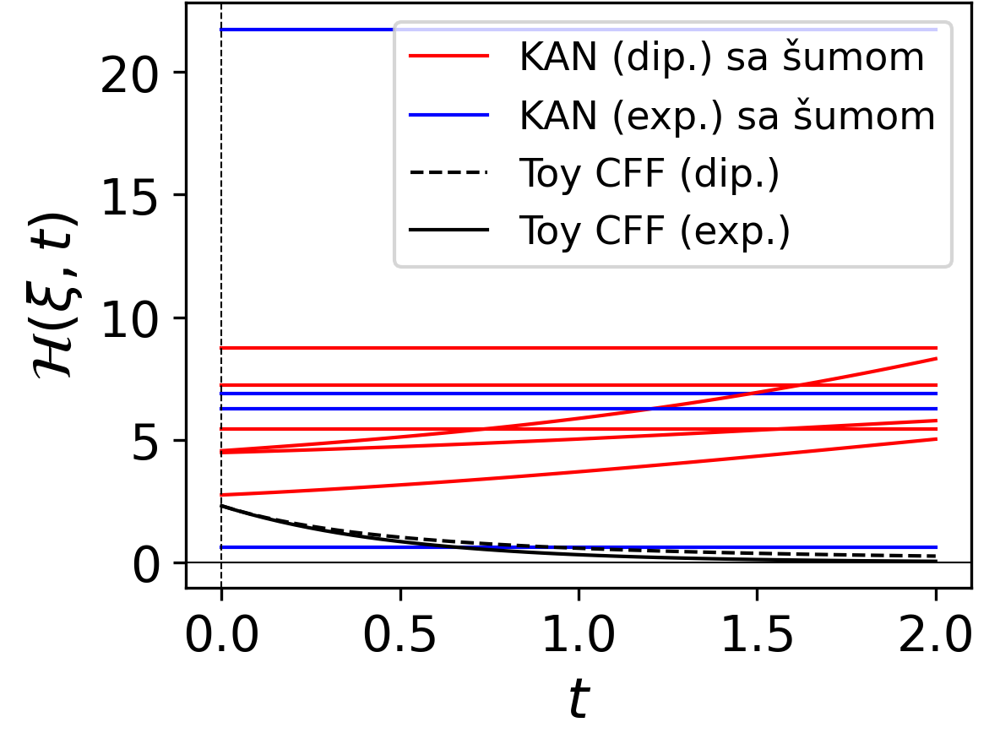 KAN (dip.) sa šumom
KAN (exp.) sa šumom
Toy CFF (dip.)
Toy CFF (exp.)
20
15
10
5
0
ℋ(ξ, t)
0.0 0.5 1.0 1.5 2.0
t